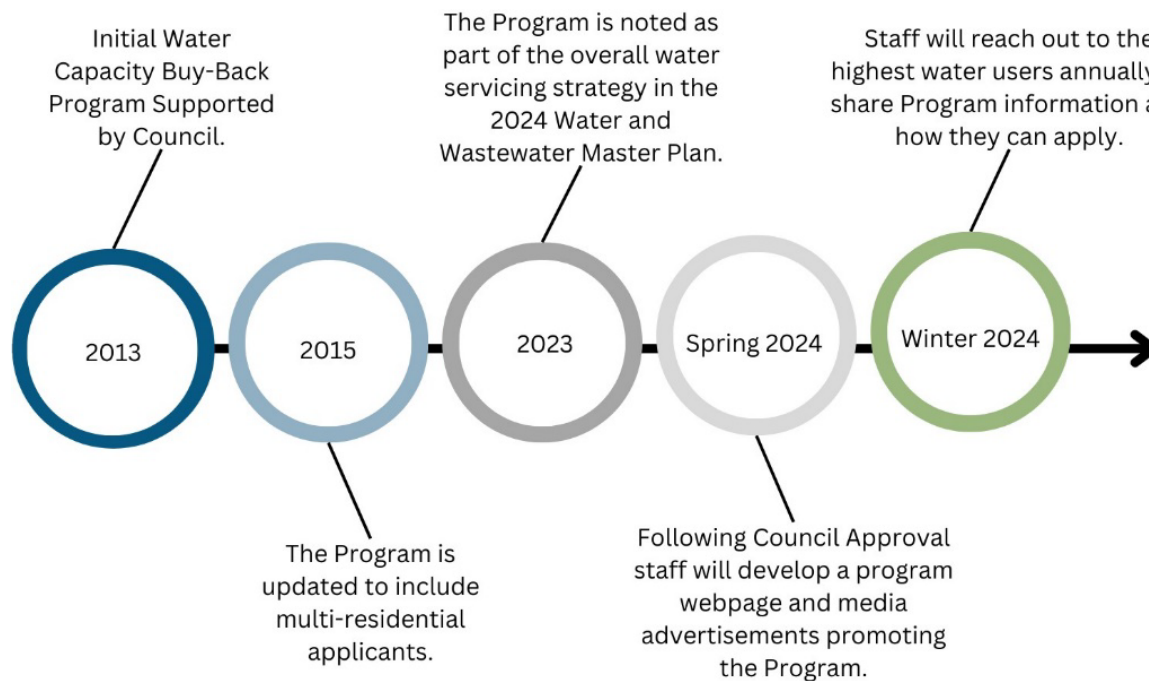 Initial Water
Capacity Buy-Back
Program Supported
by Council.
The Program is noted as
part of the overall water
servicing strategy in the
2024 Water and
Wastewater Master Plan.
Staff will reach out to the
highest water users annually
share Program information a
how they can apply.
2013
2015
2023
Spring 2024
Winter 2024
The Program is
updated to include
multi-residential
applicants.
Following Council Approval
staff will develop a program
webpage and media
advertisements promoting
the Program.